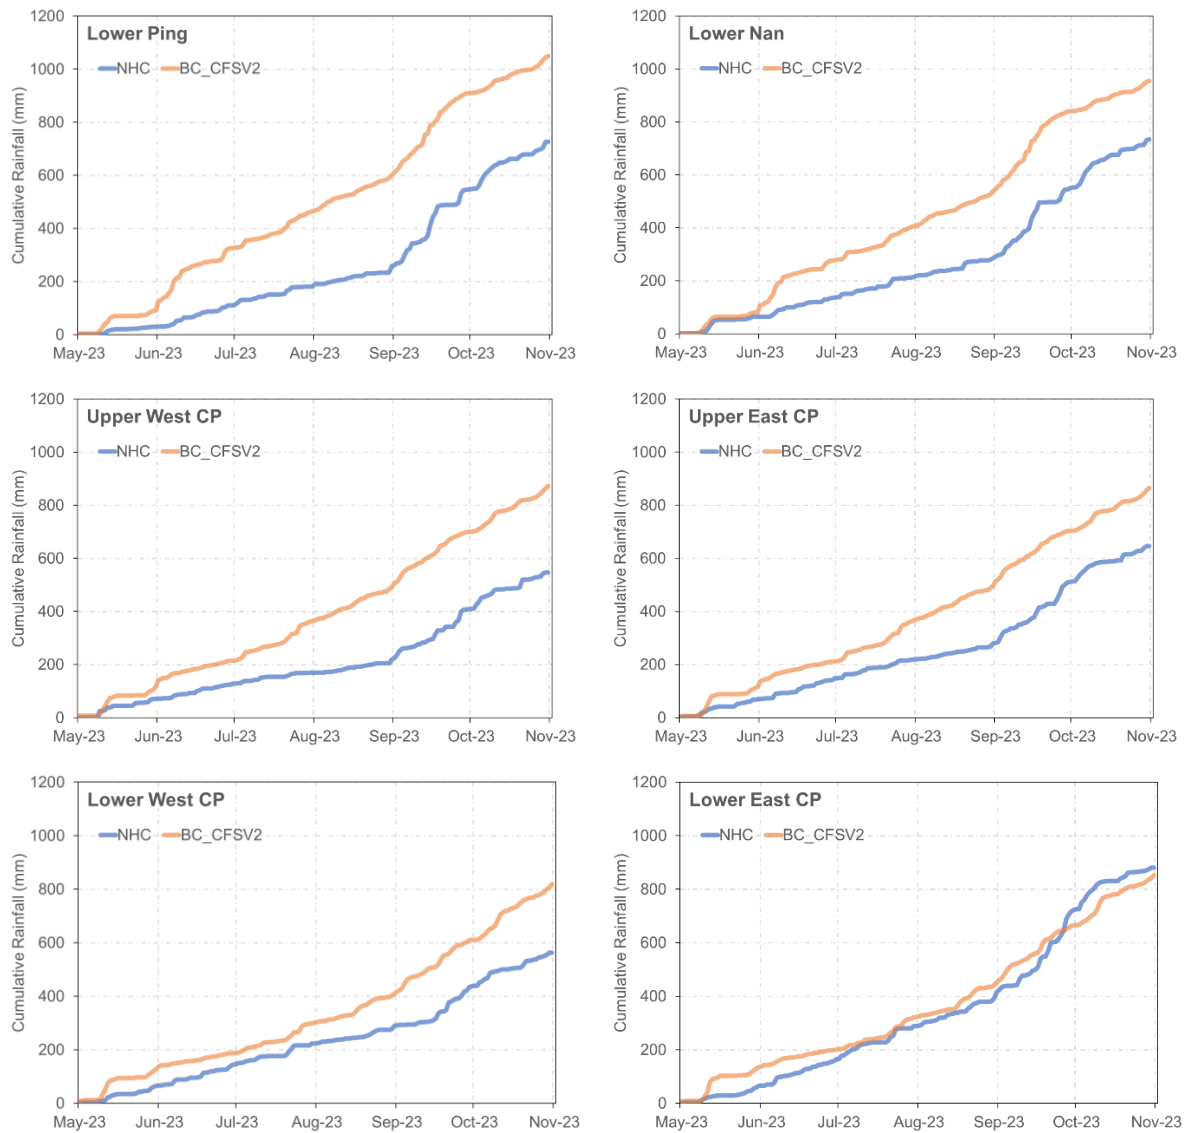 Lower Ping
NHC BC_CFSV2
Cumulative Rainfall (mm)
1200
1000
800
600
400
200
0
May-23 Jun-23 Jul-23 Aug-23 Sep-23 Oct-23 Nov-23
Lower Nan
NHC BC_CFSV2
Cumulative Rainfall (mm)
1200
1000
800
600
400
200
0
May-23 Jun-23 Jul-23 Aug-23 Sep-23 Oct-23 Nov-23
Upper West CP
NHC BC_CFSV2
Cumulative Rainfall (mm)
1200
1000
800
600
400
200
0
May-23 Jun-23 Jul-23 Aug-23 Sep-23 Oct-23 Nov-23
Upper East CP
NHC BC_CFSV2
Cumulative Rainfall (mm)
1200
1000
800
600
400
200
0
May-23 Jun-23 Jul-23 Aug-23 Sep-23 Oct-23 Nov-23
Lower West CP
NHC BC_CFSV2
Cumulative Rainfall (mm)
1200
1000
800
600
400
200
0
May-23 Jun-23 Jul-23 Aug-23 Sep-23 Oct-23 Nov-23
Lower East CP
NHC BC_CFSV2
Cumulative Rainfall (mm)
1200
1000
800
600
400
200
0
May-23 Jun-23 Jul-23 Aug-23 Sep-23 Oct-23 Nov-23